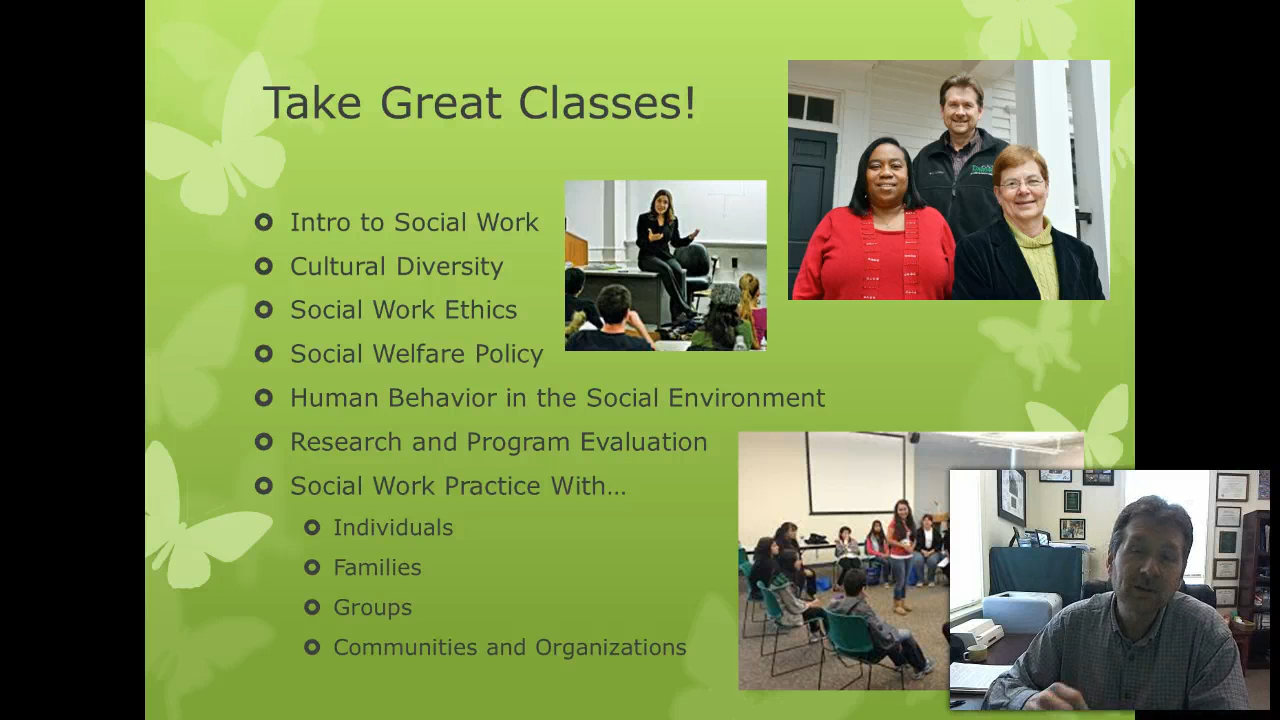 Take Great Classes!
Intro to Social Work
Cultural Diversity
Social Work Ethics
Social Welfare Policy
Human Behavior in the Social Environment
Research and Program Evaluation
Social Work Practice With…
Individuals
Families
Groups
Communities and Organizations